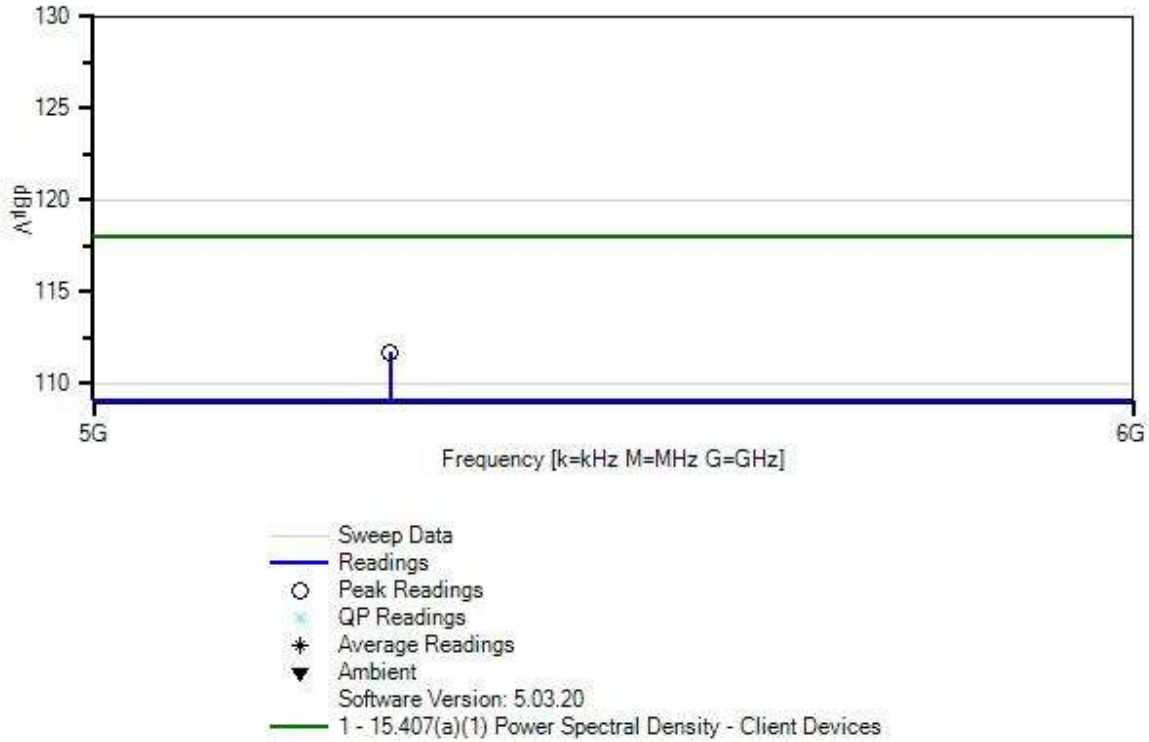 130
125
120
115
110
dBµV
5G
6G
Frequency [k=kHz M=MHz G=GHz]
Sweep Data
Readings
Peak Readings
QP Readings
Average Readings
Ambient
Software Version: 5.03.20
1 - 15.407(a)(1) Power Spectral Density - Client Devices